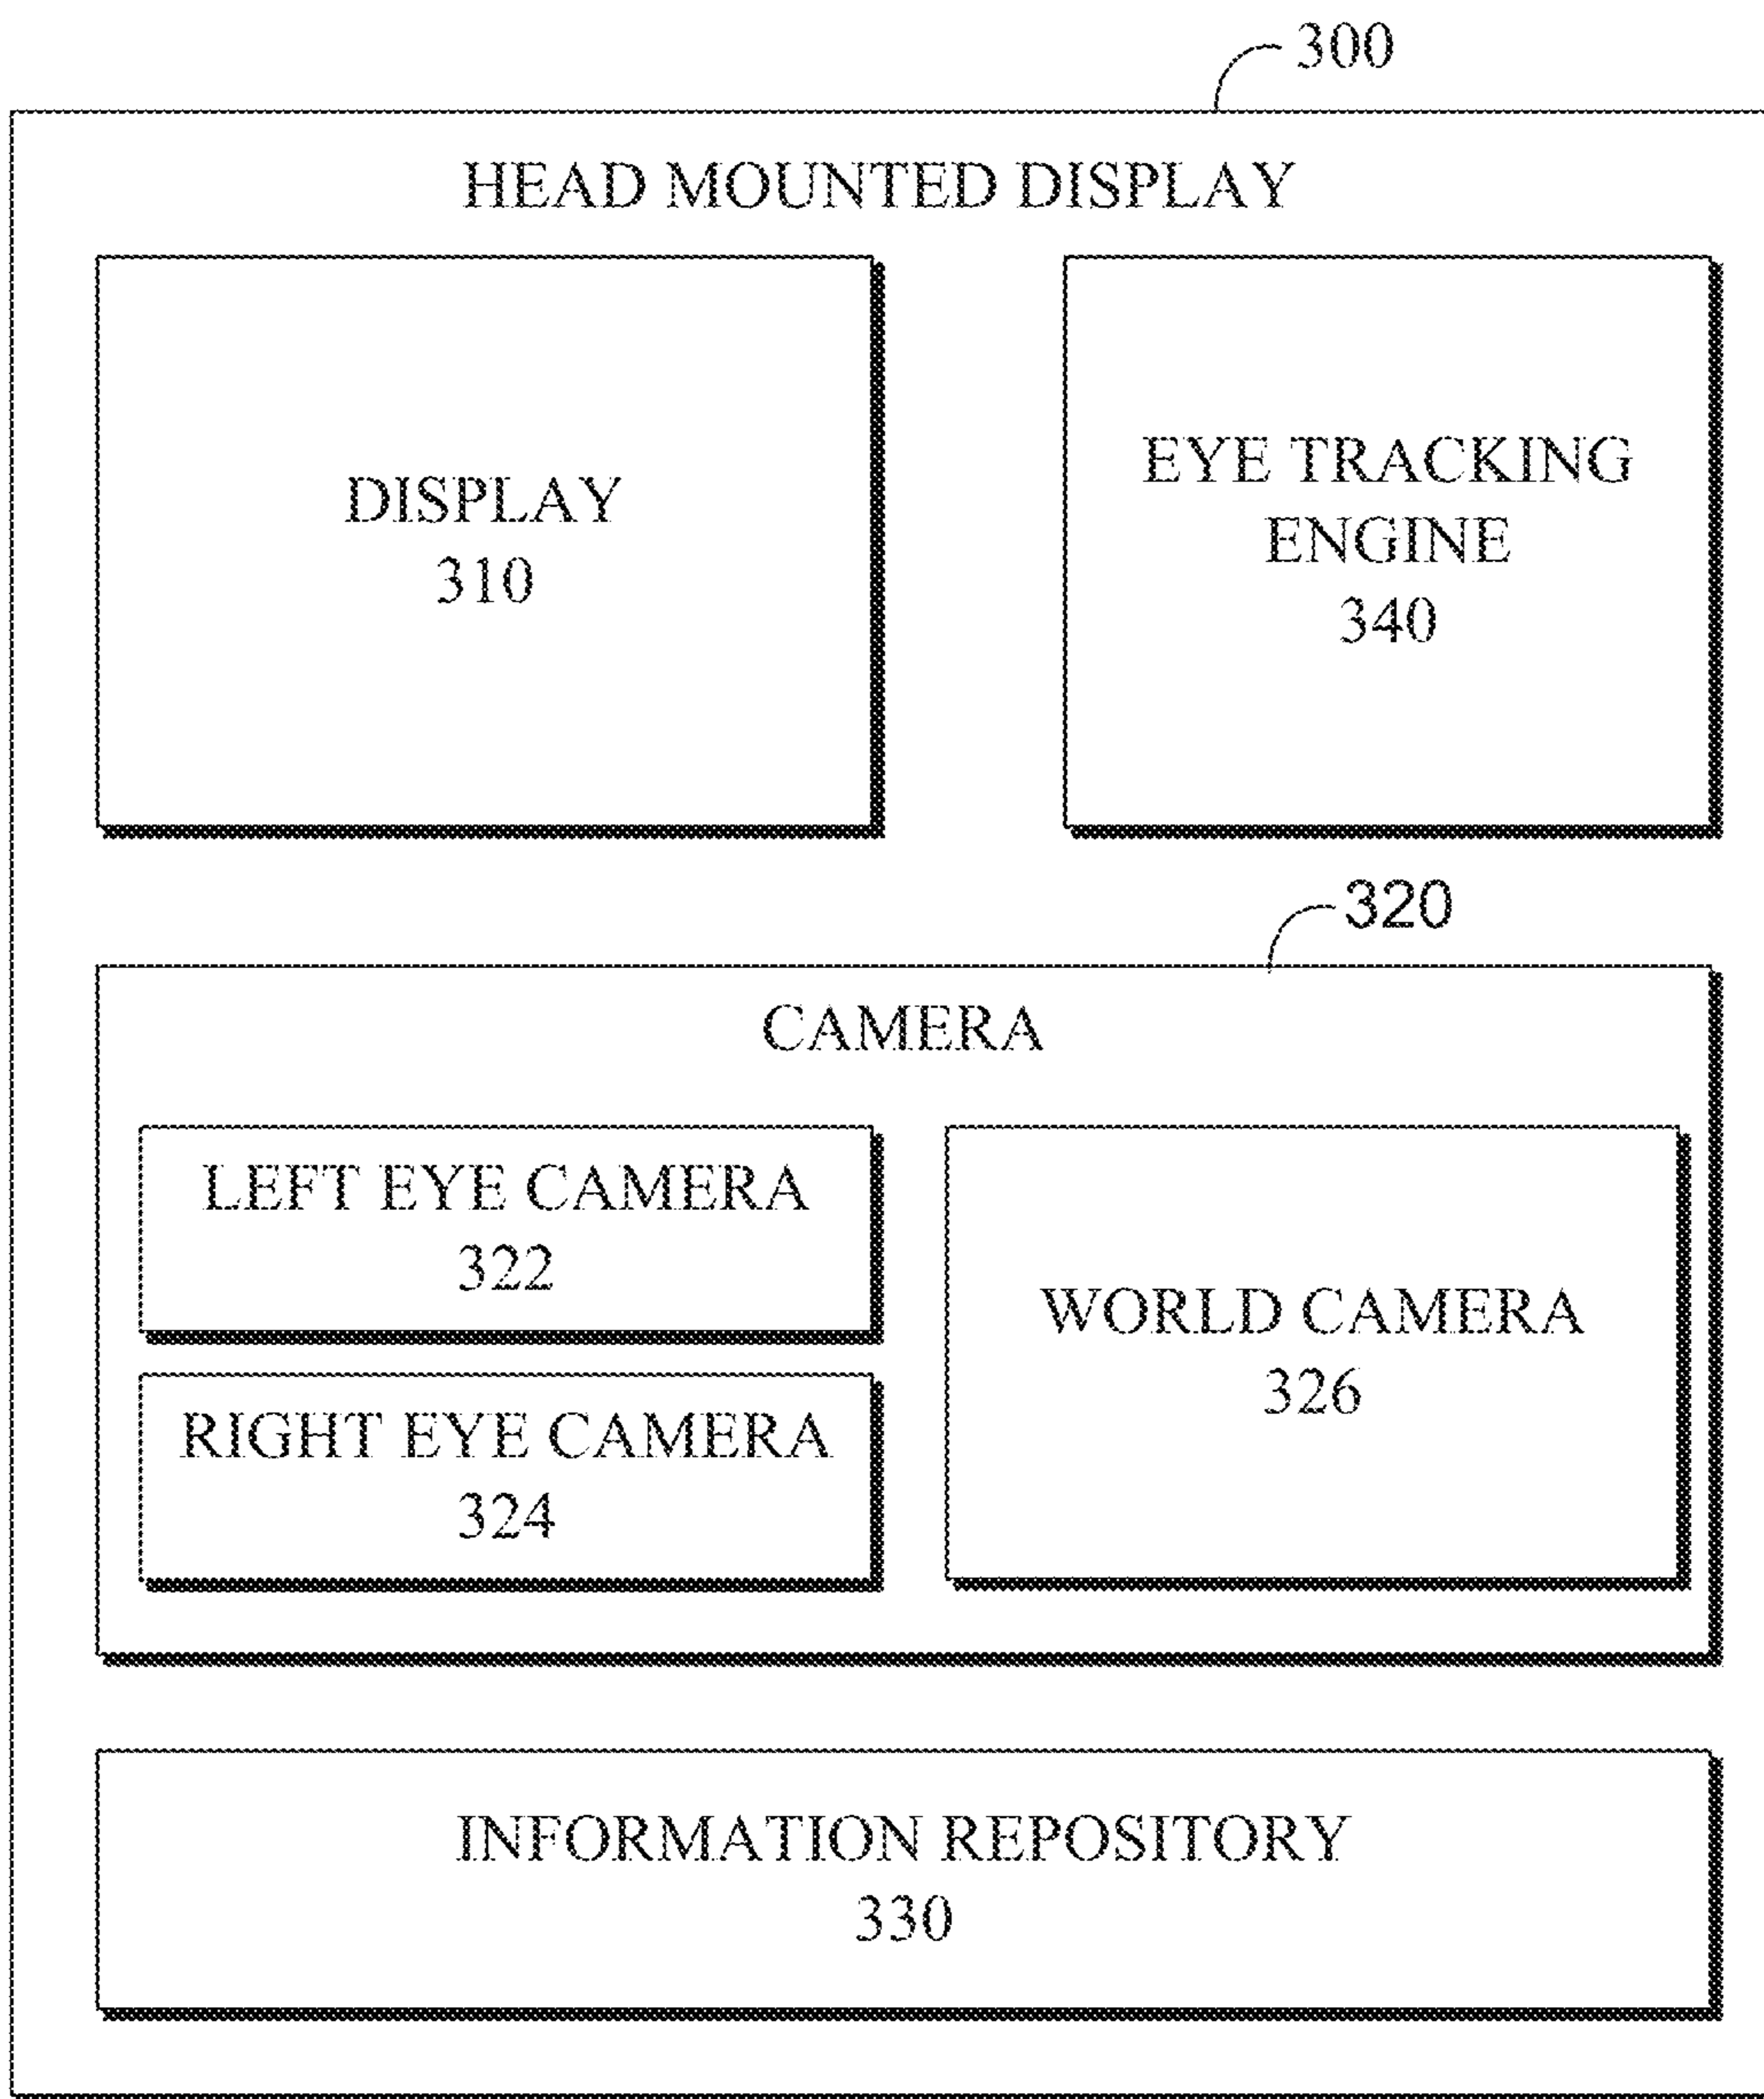 300
HEAD MOUNTED DISPLAY
DISPLAY
310
EYE TRACKING
ENGINE
340
320
CAMERA
LEFT EYE CAMERA
322
RIGHT EYE CAMERA
324
WORLD CAMERA
326
INFORMATION REPOSITORY
330